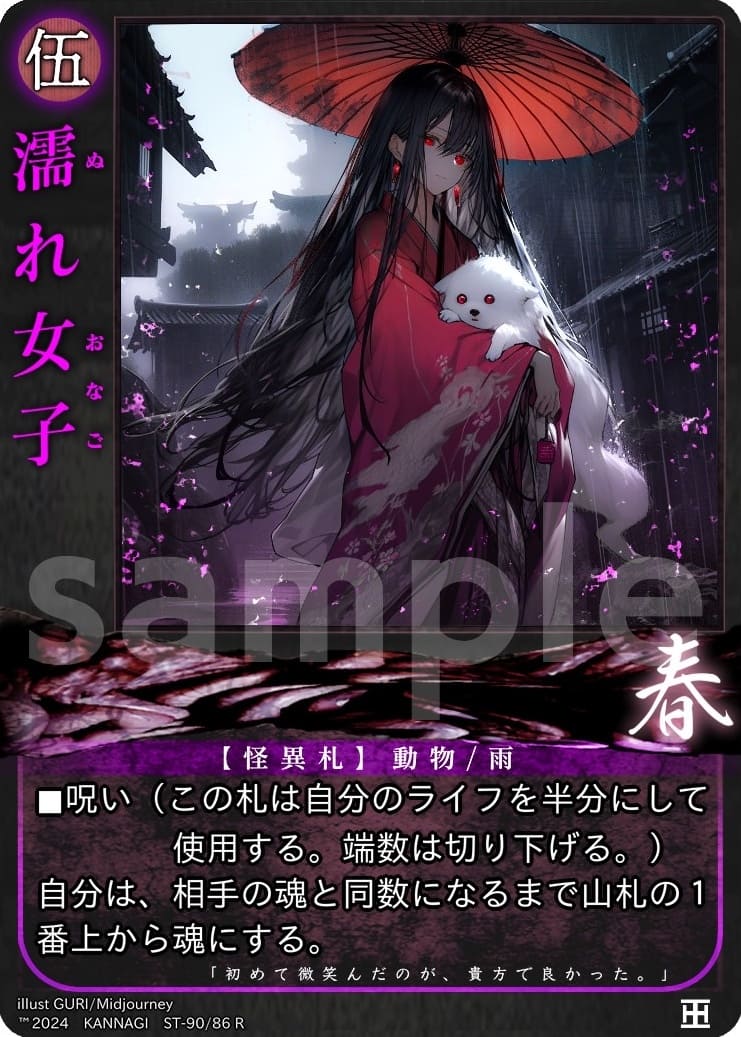 伍
濡れ女子
ぬ
おなご
sample
春
【怪異札】動物/雨
■呪い（この札は自分のライフを半分にして
使用する。端数は切り下げる。）
自分は、相手の魂と同数になるまで山札の１
番上から魂にする。
「初めて微笑んだのが、貴方で良かった。」
illust GURI/Midjourney
™2024 KANNAGI ST-90/86 R